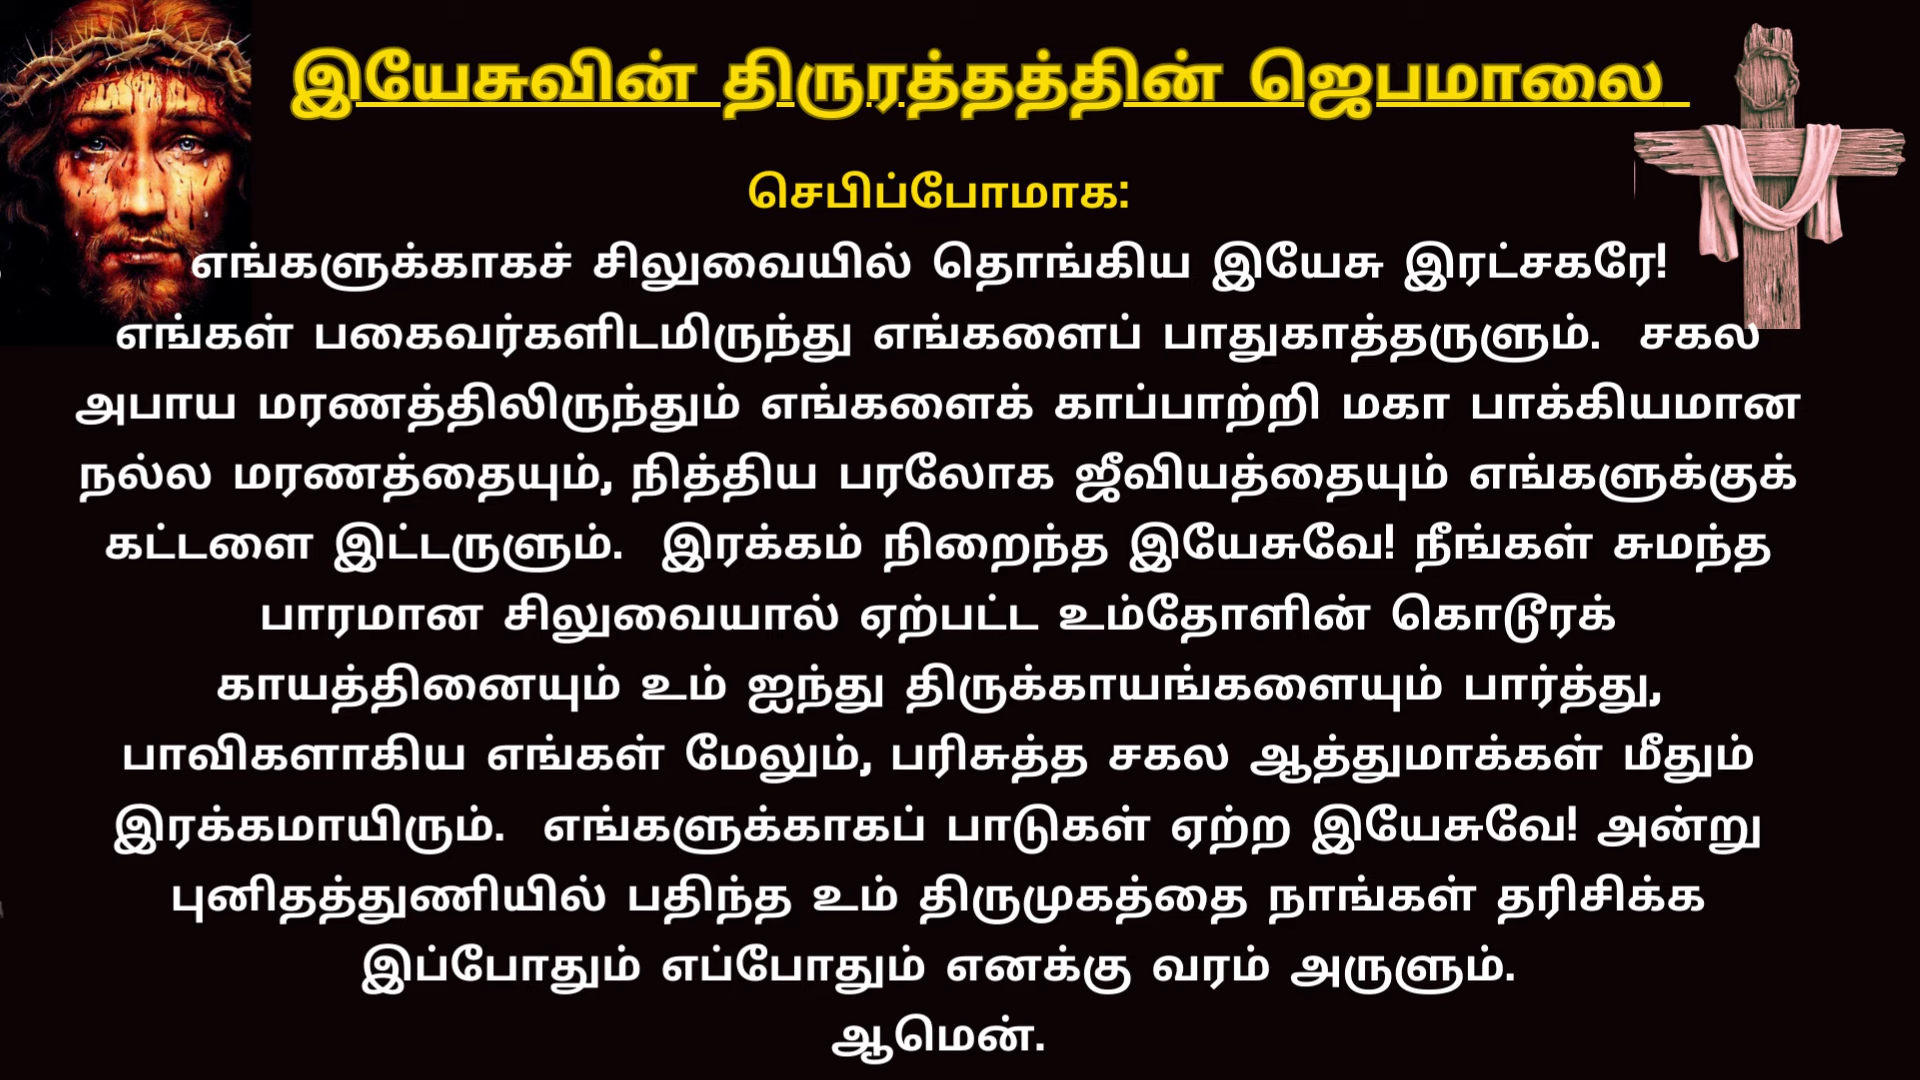 இயேசுவின் திருரத்தத்தின் ஜெபமாலை
செபிப்போமாக:
எங்களுக்காகச் சிலுவையில் தொங்கிய இயேசு இரட்சகரே!
எங்கள் பகைவர்களிடமிருந்து எங்களைப் பாதுகாத்தருளும். சகல
அபாய மரணத்திலிருந்தும் எங்களைக் காப்பாற்றி மகா பாக்கியமான
நல்ல மரணத்தையும், நித்திய பரலோக ஜீவியத்தையும் எங்களுக்குக்
கட்டளை இட்டருளும். இரக்கம் நிறைந்த இயேசுவே! நீங்கள் சுமந்த
பாரமான சிலுவையால் ஏற்பட்ட உம்தோளின் கொடூரக்
காயத்தினையும் உம் ஐந்து திருக்காயங்களையும் பார்த்து,
பாவிகளாகிய எங்கள் மேலும், பரிசுத்த சகல ஆத்துமாக்கள் மீதும்
இரக்கமாயிரும். எங்களுக்காகப் பாடுகள் ஏற்ற இயேசுவே! அன்று
புனிதத்துணியில் பதிந்த உம் திருமுகத்தை நாங்கள் தரிசிக்க
இப்போதும் எப்போதும் எனக்கு வரம் அருளும்.
ஆமென்.